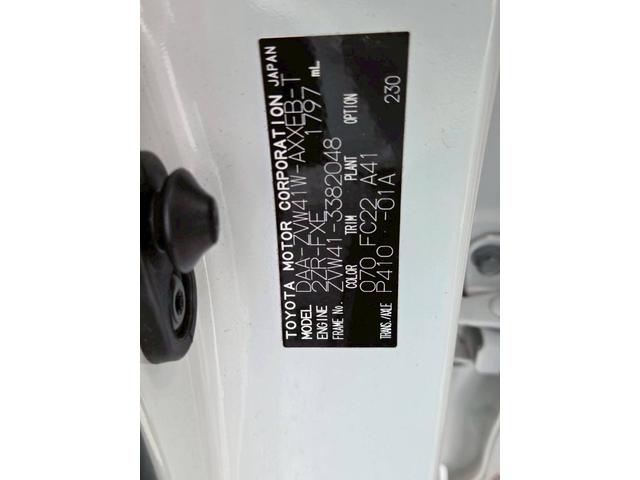 TOYOTA MOTOR CORPORATION JAPAN
MODEL DAA-ZVW41W-AXXEB-T
ENGINE 2ZR-FXE 1797 mL
FRAME No. ZVW41-3382048
COLOR TRIM PLANT OPTION
070 FC22 A41
TRANS./AXLE P410 -01A 230